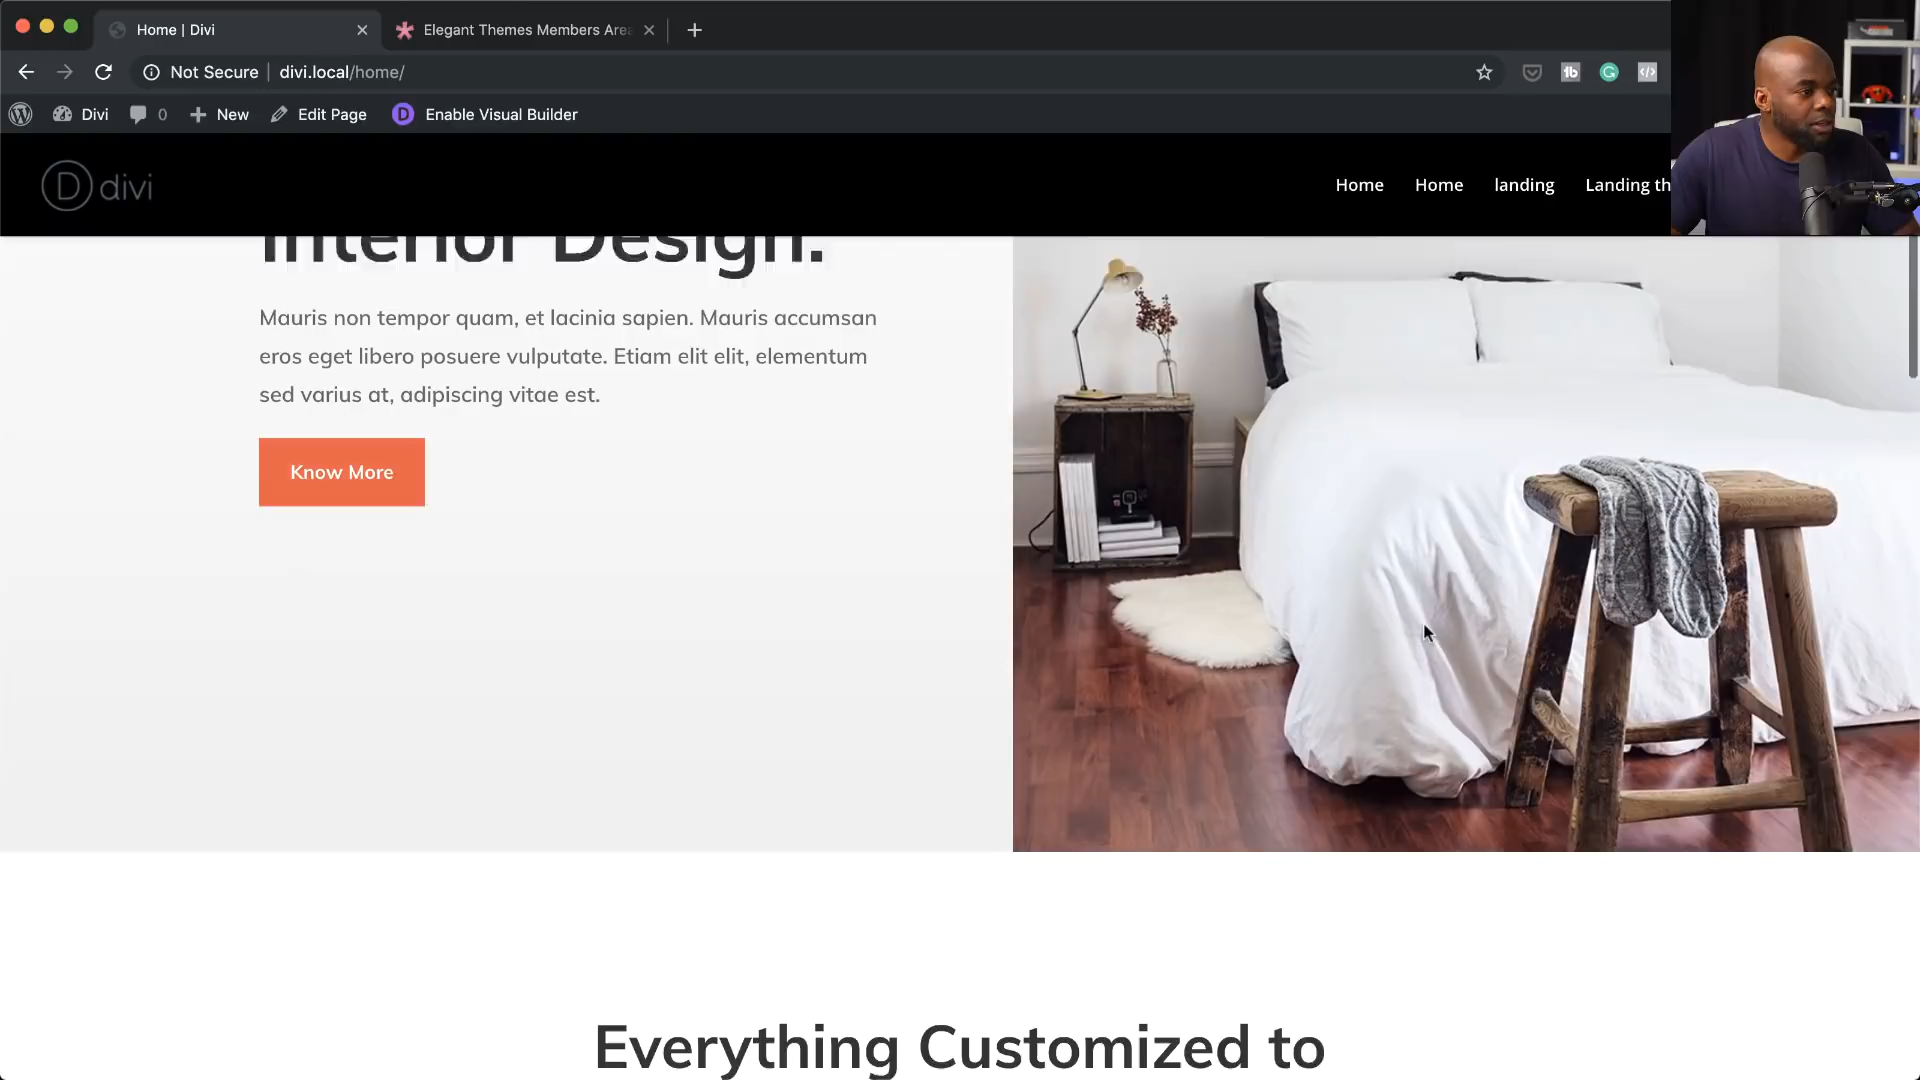 Home | Divi
Elegant Themes Members Area
Not Secure | divi.local/home/
Divi 0 New Edit Page D Enable Visual Builder
D divi
Home Home landing Landing th
Interior Design.
Mauris non tempor quam, et lacinia sapien. Mauris accumsan
eros eget libero posuere vulputate. Etiam elit elit, elementum
sed varius at, adipiscing vitae est.
Know More
Everything Customized to